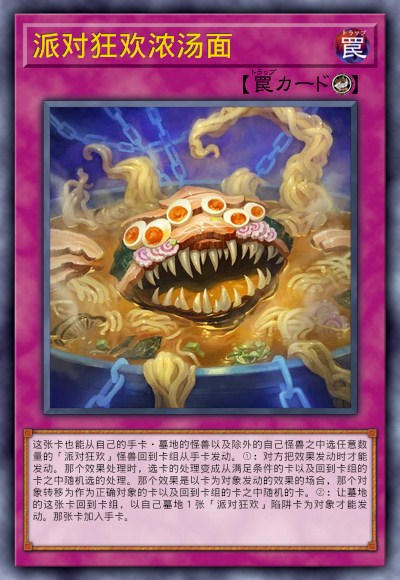 派对狂欢浓汤面
トラップ
罠
トラップ
【罠カード】
这张卡也能从自己的手卡·墓地的怪兽以及除外的自己怪兽之中选任意数
量的「派对狂欢」怪兽回到卡组从手卡发动。①：对方把效果发动时才能
发动。那个效果处理时，选卡的处理变成从满足条件的卡以及回到卡组的
卡之中随机选的处理。那个效果是以卡为对象发动的效果的场合，那个对
象转移为作为正确对象的卡以及回到卡组的卡之中随机的卡。②：让墓地
的这张卡回到卡组，以自己墓地１张「派对狂欢」陷阱卡为对象才能发
动。那张卡加入手卡。